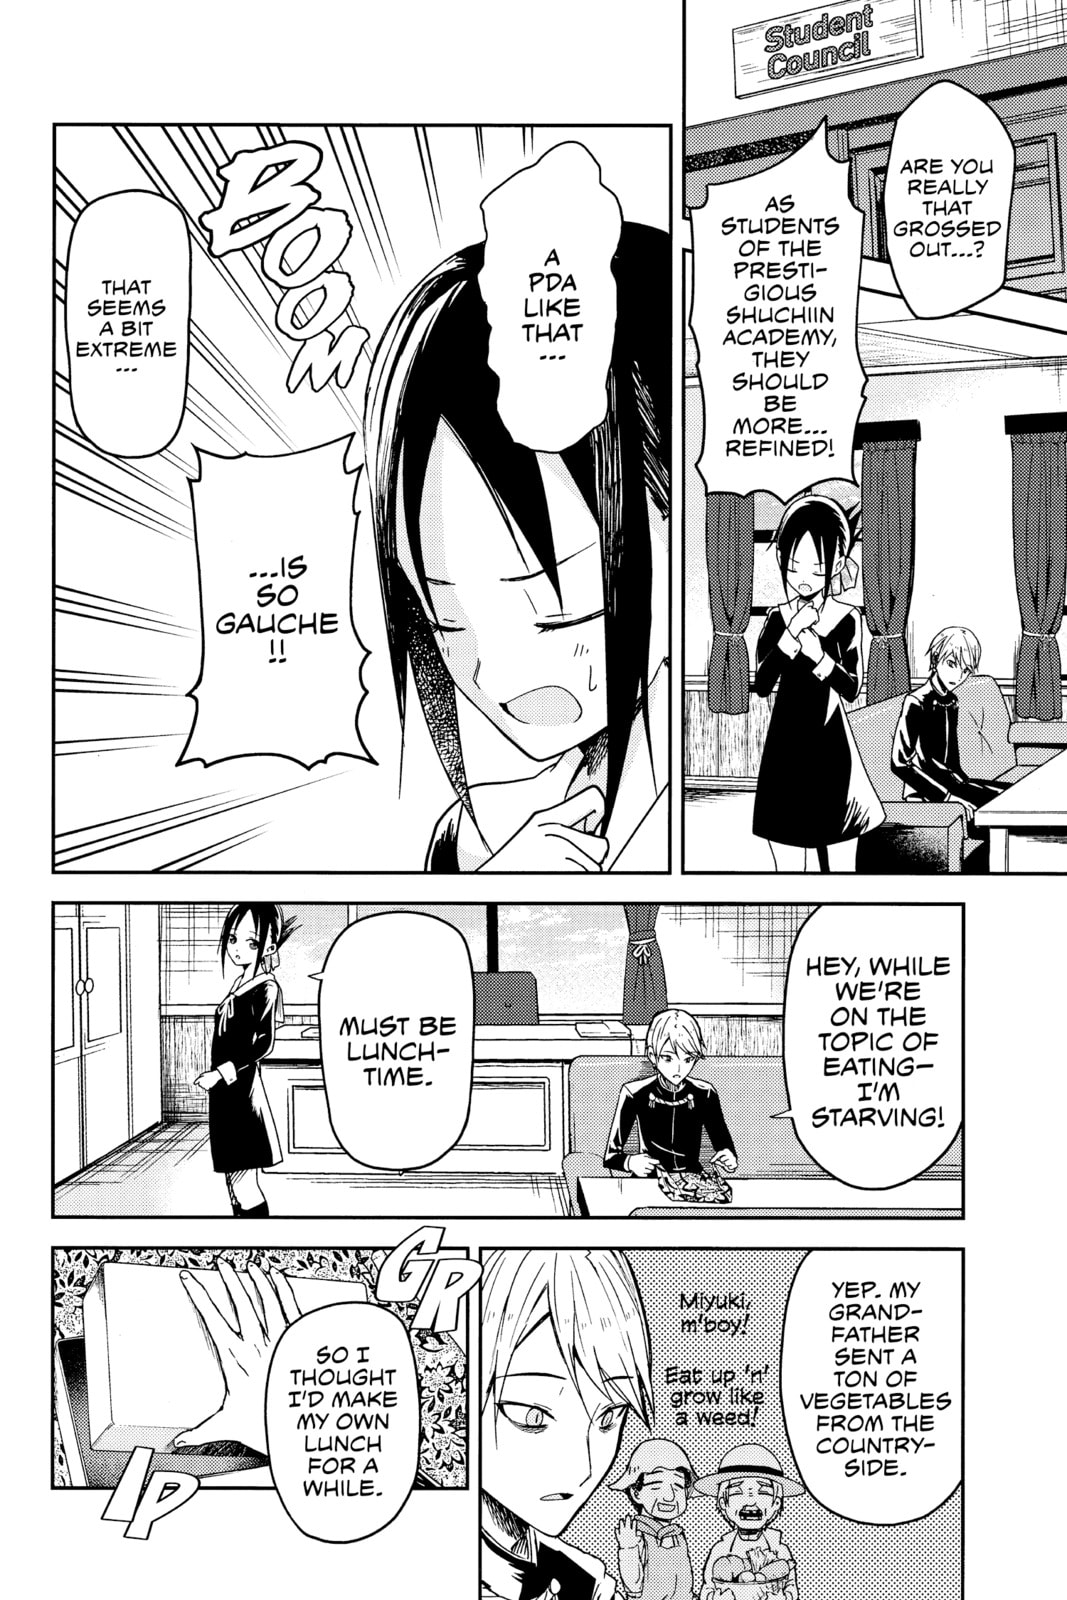 Student
Council
ARE YOU
REALLY
THAT
GROSSED
OUT...?
AS
STUDENTS
OF THE
PRESTI-
GIOUS
SHUCHIIN
ACADEMY,
THEY
SHOULD
BE
MORE...
REFINED!
A
PDA
LIKE
THAT
...
BOOM
...IS
SO
GAUCHE
!!
THAT
SEEMS
A BIT
EXTREME
...
HEY, WHILE
WE'RE
ON THE
TOPIC OF
EATING—
I'M
STARVING!
MUST BE
LUNCH-
TIME.
YEP. MY
GRAND-
FATHER
SENT A
TON OF
VEGETABLES
FROM THE
COUNTRY-
SIDE.
Miyuki,
m'boy!
Eat up 'n'
grow like
a weed!
GR
IP
SO I
THOUGHT
I'D MAKE
MY OWN
LUNCH
FOR A
WHILE.